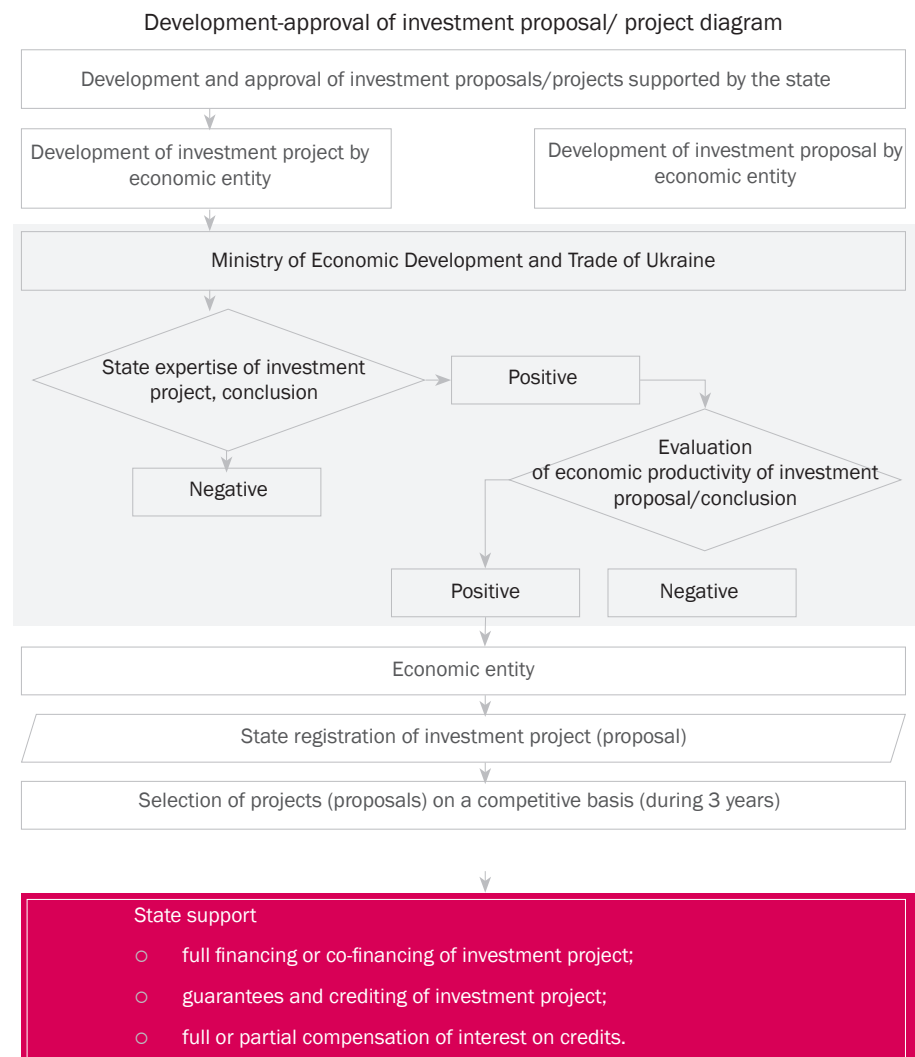 Development-approval of investment proposal/ project diagram
Development and approval of investment proposals/projects supported by the state
Development of investment project by
economic entity
Development of investment proposal by
economic entity
Ministry of Economic Development and Trade of Ukraine
State expertise of investment
project, conclusion
Positive
Negative
Evaluation
of economic productivity of investment
proposal/conclusion
Positive
Negative
Economic entity
State registration of investment project (proposal)
Selection of projects (proposals) on a competitive basis (during 3 years)
State support
○ full financing or co-financing of investment project;
○ guarantees and crediting of investment project;
○ full or partial compensation of interest on credits.